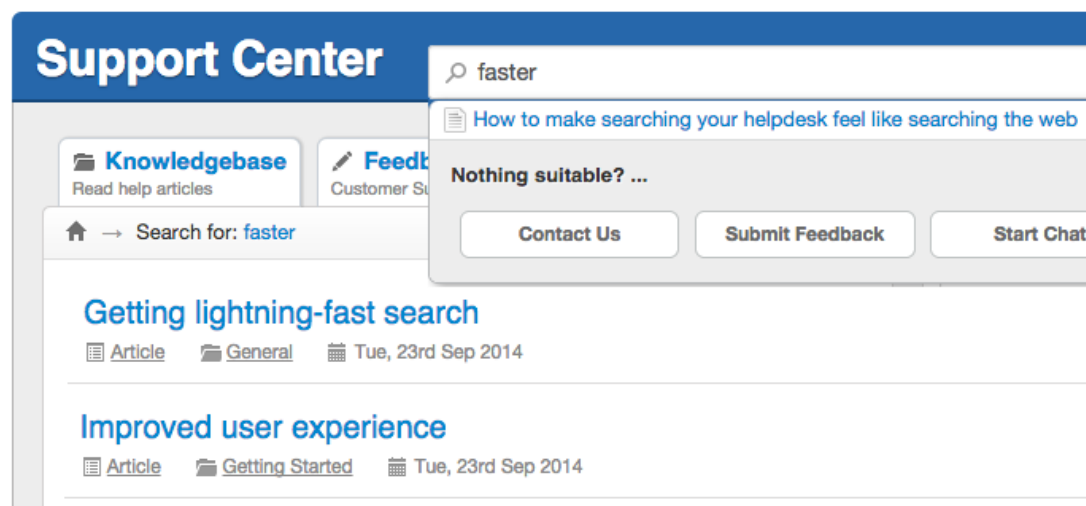 Support Center
faster
How to make searching your helpdesk feel like searching the web
Nothing suitable? ...
Contact Us
Submit Feedback
Start Chat
Knowledgebase
Read help articles
Feedb
Customer Su
→ Search for: faster
Getting lightning-fast search
Article General Tue, 23rd Sep 2014
Improved user experience
Article Getting Started Tue, 23rd Sep 2014